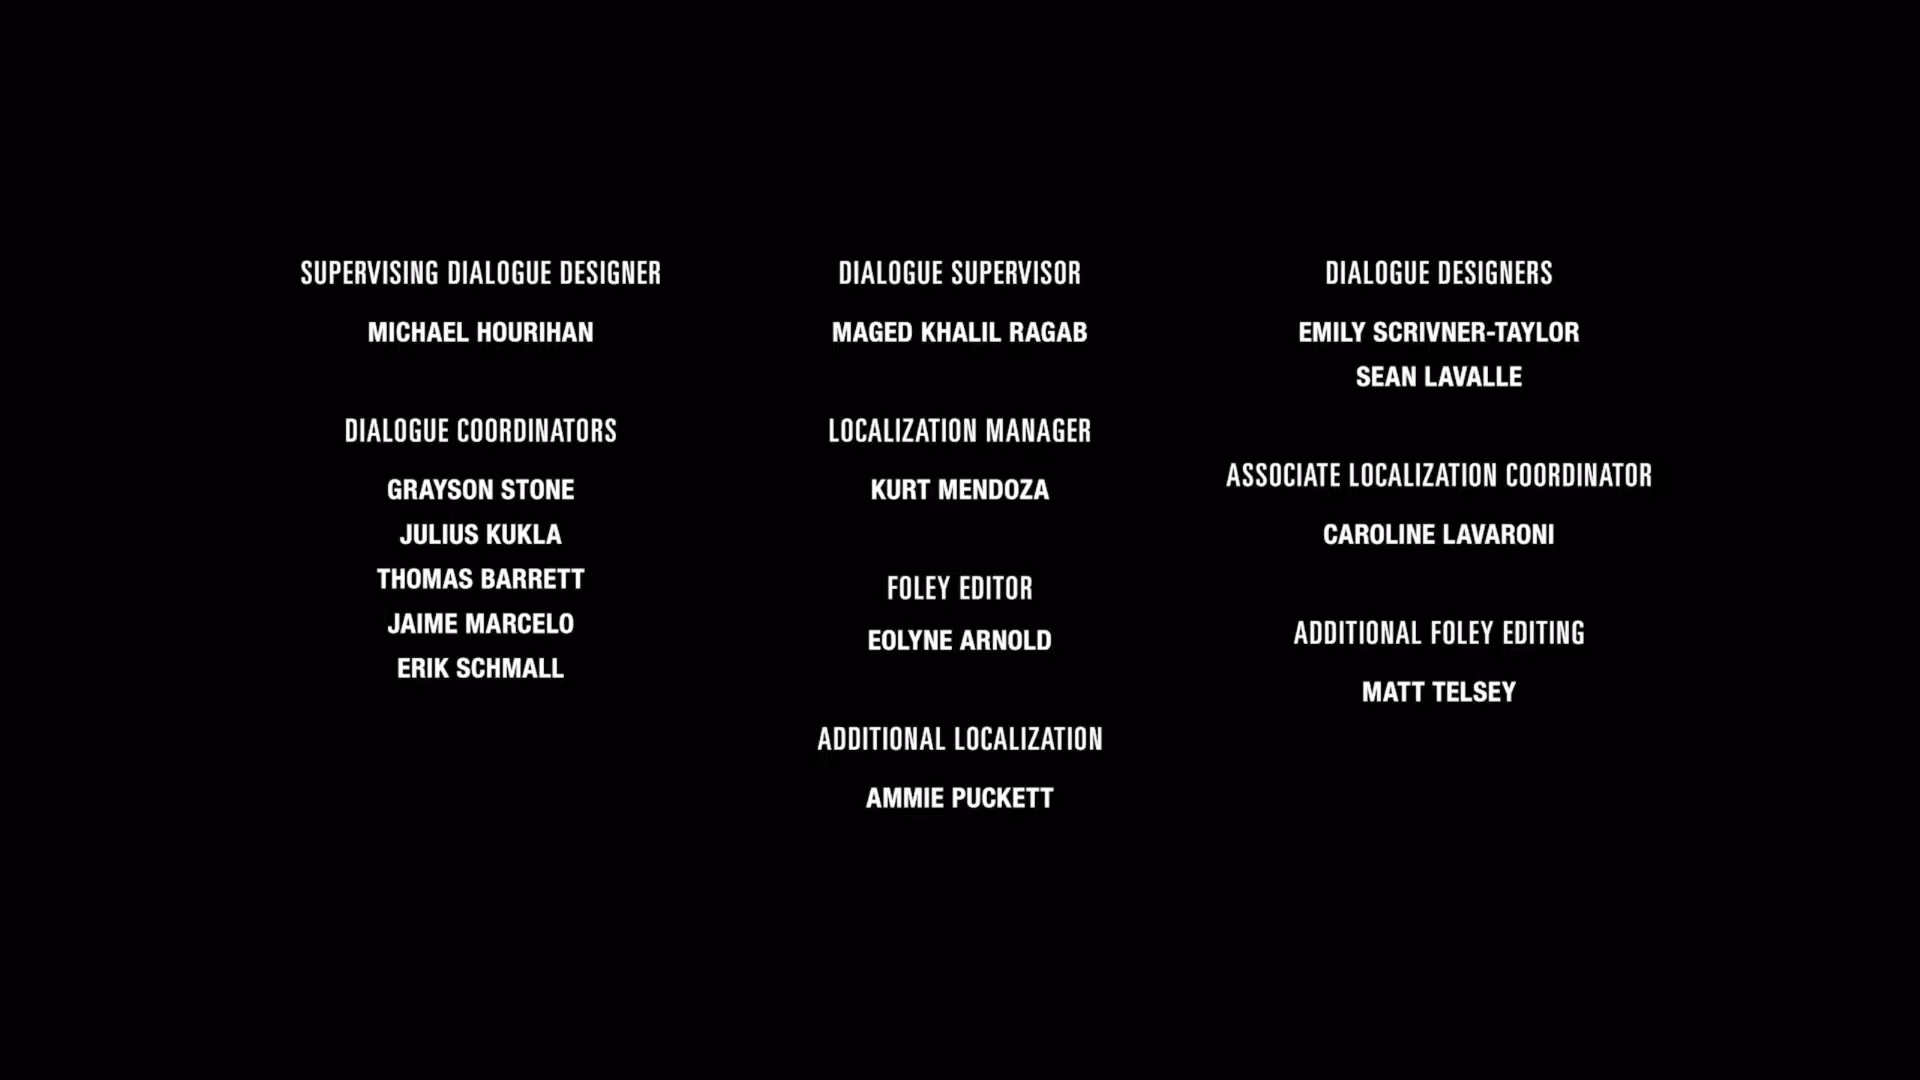 SUPERVISING DIALOGUE DESIGNER
MICHAEL HOURIHAN
DIALOGUE COORDINATORS
GRAYSON STONE
JULIUS KUKLA
THOMAS BARRETT
JAIME MARCELO
ERIK SCHMALL
DIALOGUE SUPERVISOR
MAGED KHALIL RAGAB
LOCALIZATION MANAGER
KURT MENDOZA
FOLEY EDITOR
EOLYNE ARNOLD
ADDITIONAL LOCALIZATION
AMMIE PUCKETT
DIALOGUE DESIGNERS
EMILY SCRIVNER-TAYLOR
SEAN LAVALLE
ASSOCIATE LOCALIZATION COORDINATOR
CAROLINE LAVARONI
ADDITIONAL FOLEY EDITING
MATT TELSEY